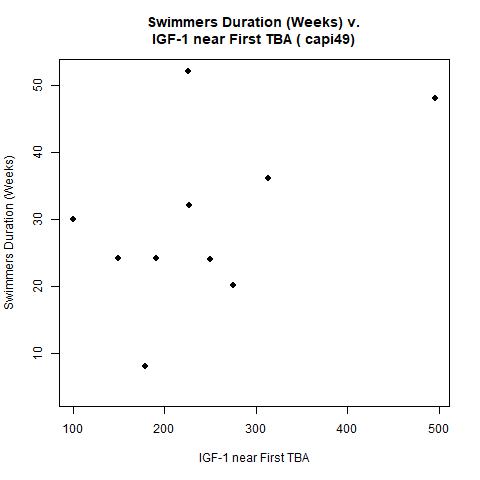 Swimmers Duration (Weeks) v.
IGF-1 near First TBA ( capi49)
Swimmers Duration (Weeks)
50
40
30
20
10
100 200 300 400 500
IGF-1 near First TBA